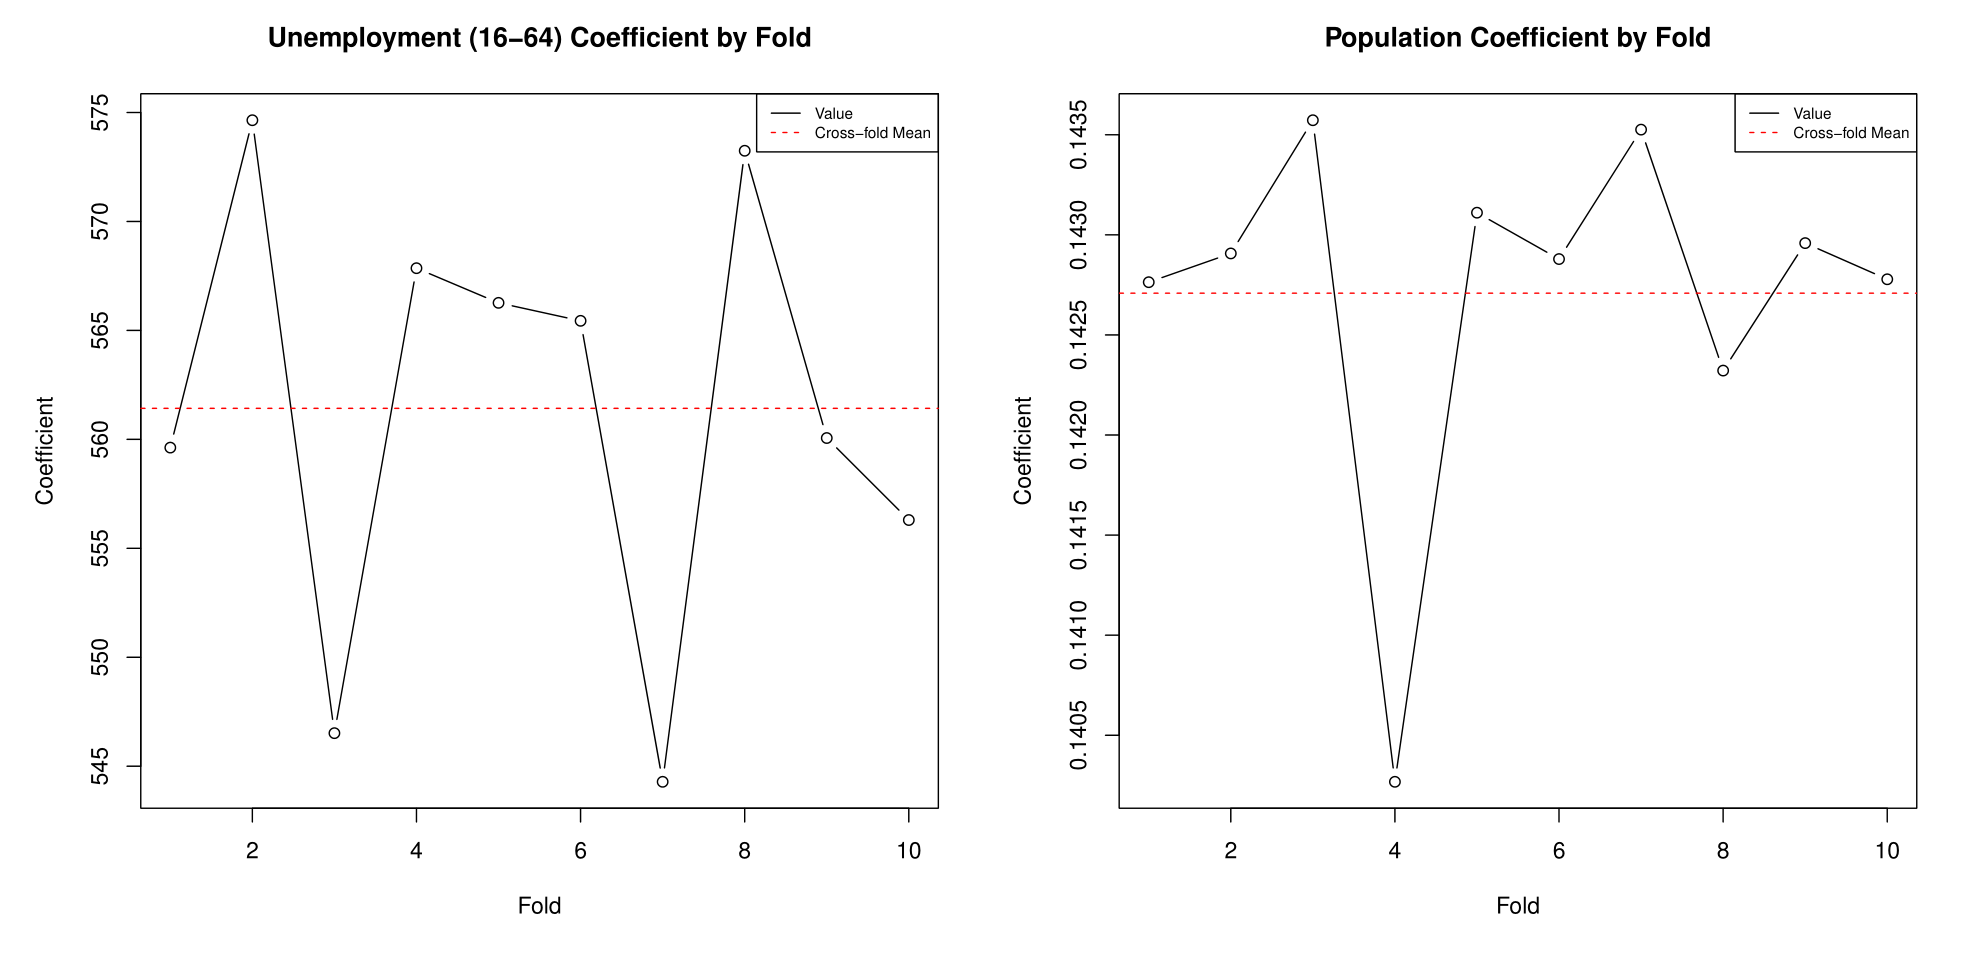 Unemployment (16−64) Coefficient by Fold
Value
Cross−fold Mean
575
570
565
560
555
550
545
Coefficient
2 4 6 8 10
Fold
Population Coefficient by Fold
Value
Cross−fold Mean
0.1435
0.1430
0.1425
0.1420
0.1415
0.1410
0.1405
Coefficient
2 4 6 8 10
Fold